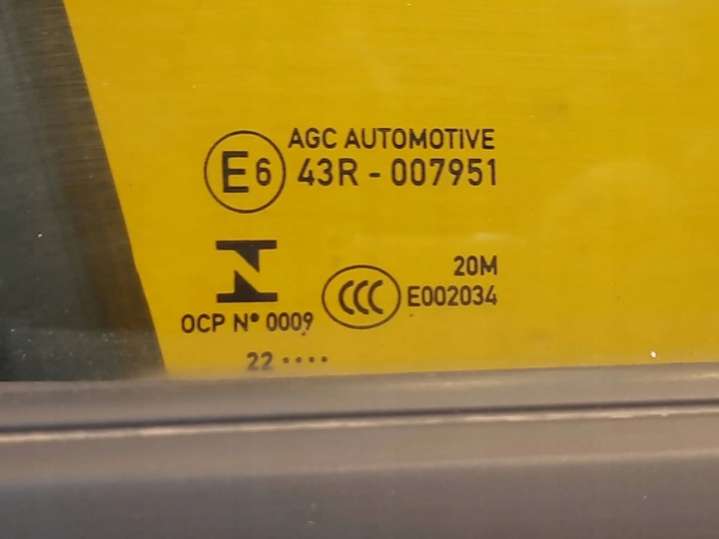 AGC AUTOMOTIVE
E6 43R - 007951
20M
CCC E002034
OCP N° 0009
22 ····